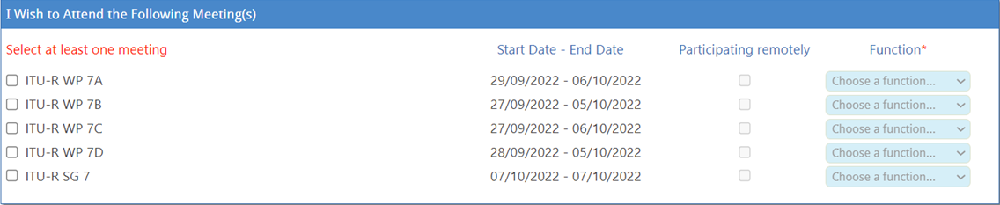 I Wish to Attend the Following Meeting(s)
Select at least one meeting Start Date - End Date Participating remotely Function*
ITU-R WP 7A 29/09/2022 - 06/10/2022 Choose a function...
ITU-R WP 7B 27/09/2022 - 05/10/2022 Choose a function...
ITU-R WP 7C 27/09/2022 - 06/10/2022 Choose a function...
ITU-R WP 7D 28/09/2022 - 05/10/2022 Choose a function...
ITU-R SG 7 07/10/2022 - 07/10/2022 Choose a function...